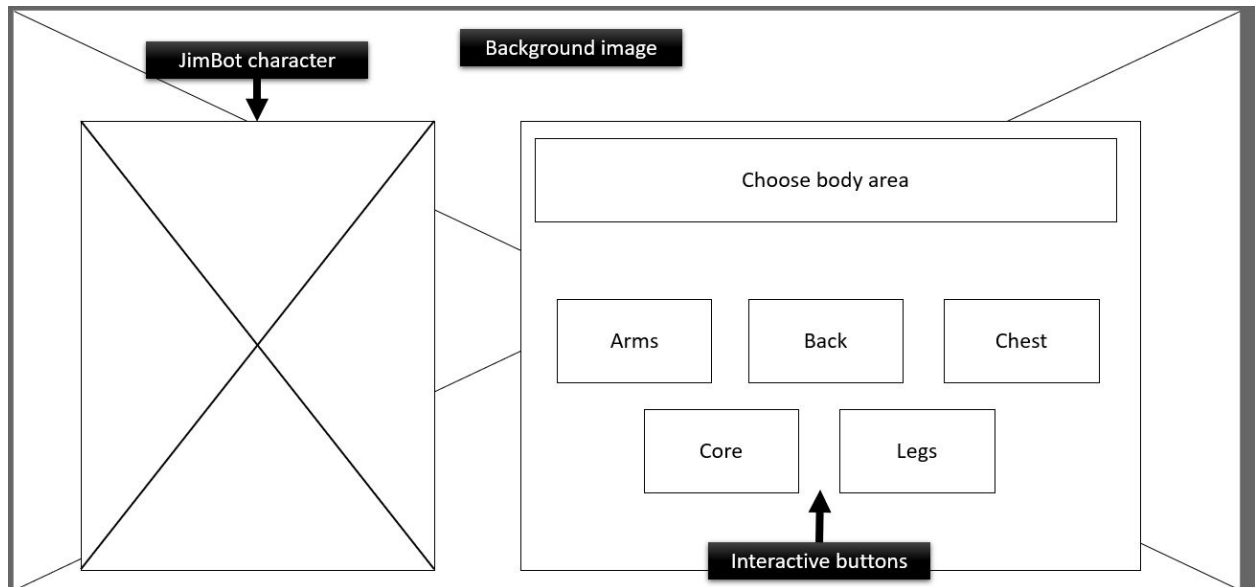 Background image
JimBot character
Choose body area
Arms
Back
Chest
Core
Legs
Interactive buttons